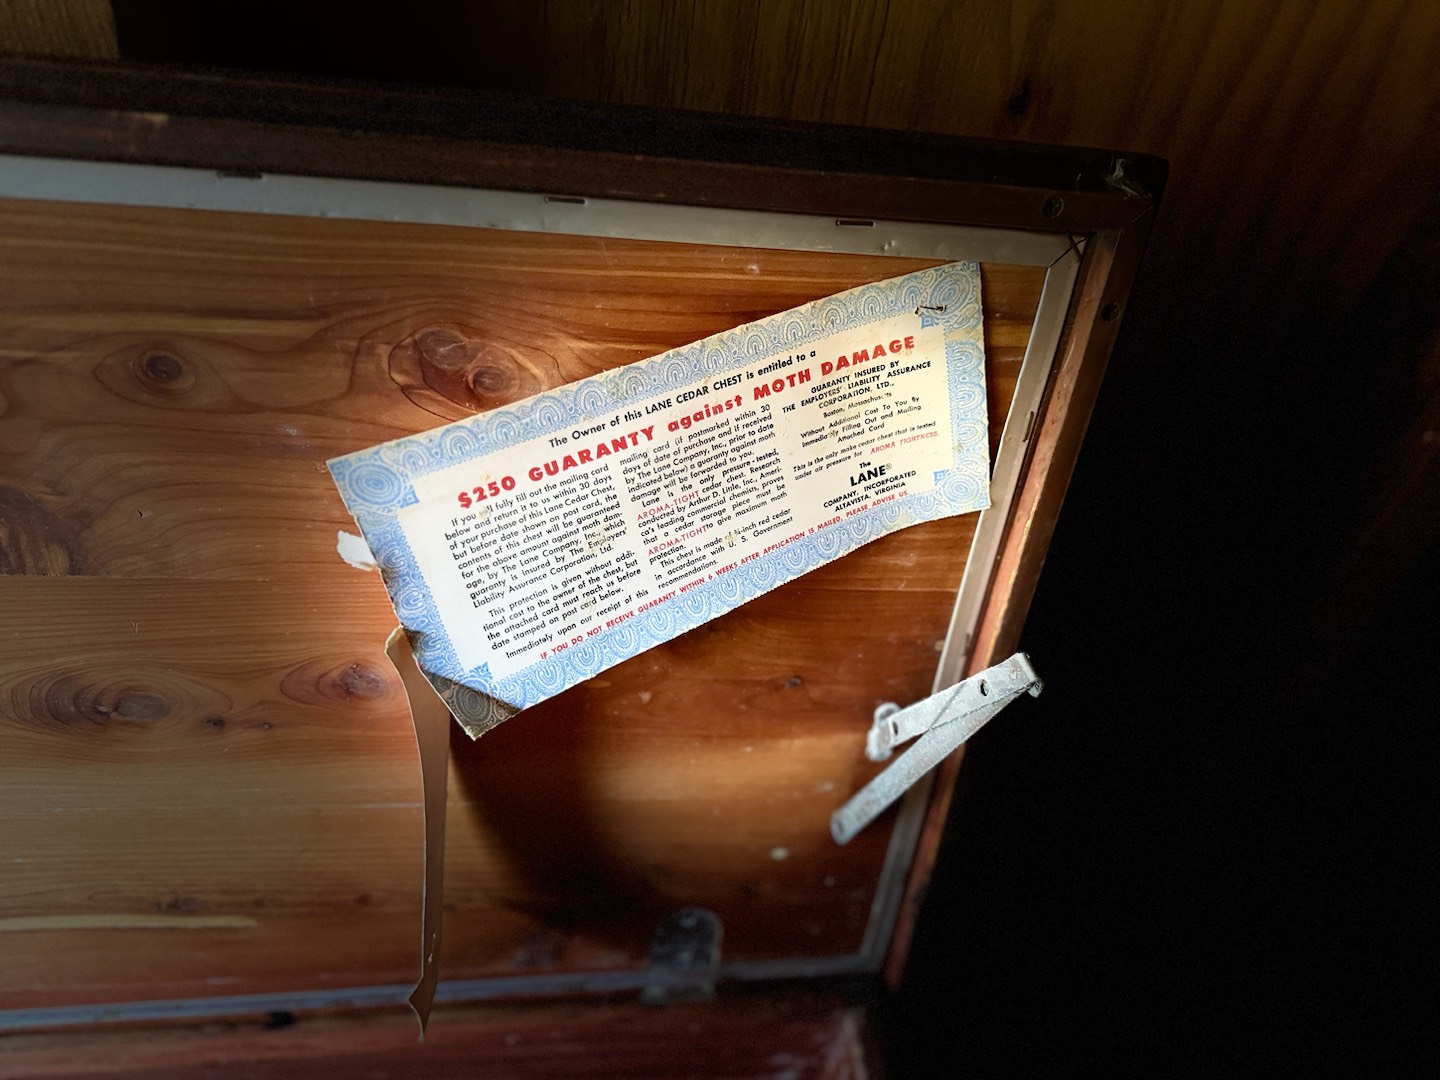 The Owner of this LANE CEDAR CHEST is entitled to a
$250 GUARANTY against MOTH DAMAGE
If you will fully fill out the mailing card
below and return it to us within 30 days
of your purchase of this Lane Cedar Chest,
but before date shown on post card, the
contents of this chest will be guaranteed
for the above amount against moth dam-
age, by The Lane Company, Inc., which
guaranty is insured by The Employers'
Liability Assurance Corporation, Ltd.
This protection is given without addi-
tional cost to the owner of the chest, but
the attached card must reach us before
date stamped on post card below.
Immediately upon our receipt of this
mailing card (if postmarked within 30
days of date of purchase and if received
by The Lane Company, Inc., prior to date
indicated below) a guaranty against moth
damage will be forwarded to you.
Lane is the only pressure-tested,
AROMA-TIGHT cedar chest. Research
conducted by Arthur D. Little, Inc., Ameri-
ca's leading commercial chemists, proves
that a cedar storage piece must be
AROMA-TIGHT to give maximum moth
protection.
This chest is made of ¾-inch red cedar
in accordance with U. S. Government
recommendations.
GUARANTY INSURED BY
THE EMPLOYERS' LIABILITY ASSURANCE
CORPORATION, LTD.,
Boston, Massachusetts
Without Additional Cost To You By
Immediately Filling Out and Mailing
Attached Card
This is the only make cedar chest that is tested
under air pressure for AROMA TIGHTNESS.
The
LANE®
COMPANY, INCORPORATED
ALTAVISTA, VIRGINIA
IF YOU DO NOT RECEIVE GUARANTY WITHIN 6 WEEKS AFTER APPLICATION IS MAILED, PLEASE ADVISE US.